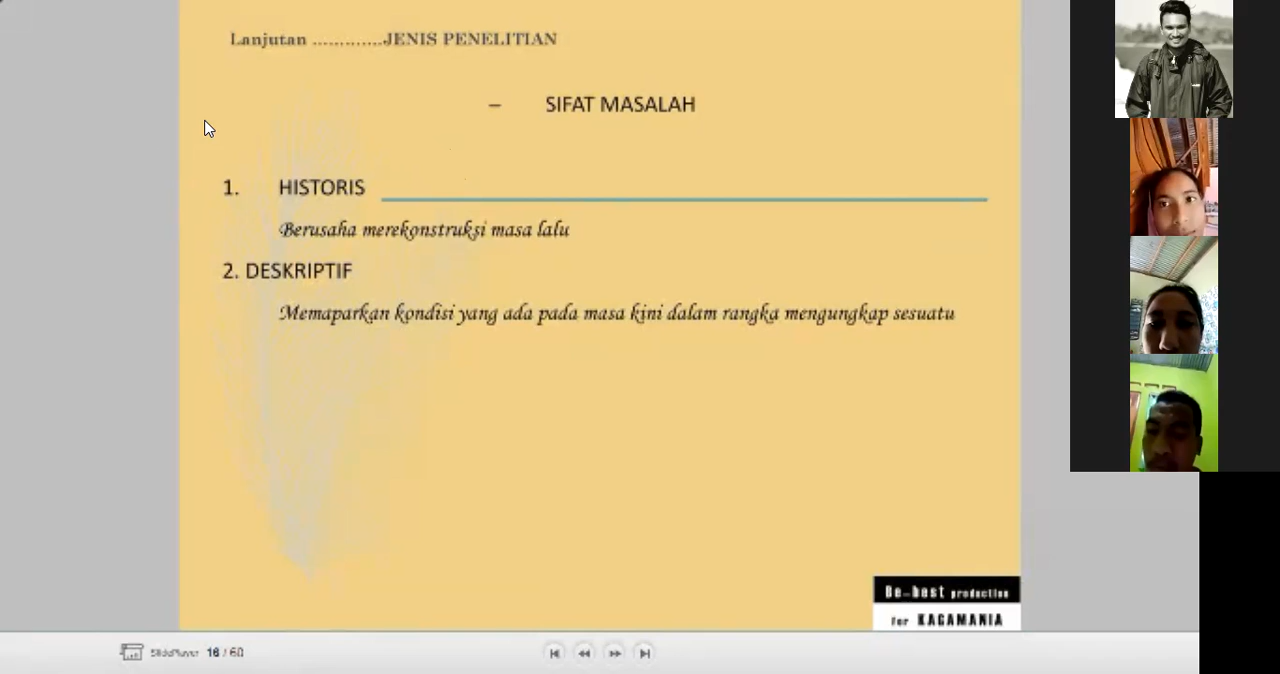 Lanjutan .............JENIS PENELITIAN
– SIFAT MASALAH
1. HISTORIS
Berusaha merekonstruksi masa lalu
2. DESKRIPTIF
Memaparkan kondisi yang ada pada masa kini dalam rangka mengungkap sesuatu
Be-best production
for KAGAMANIA
SlidePlayer 16 / 60